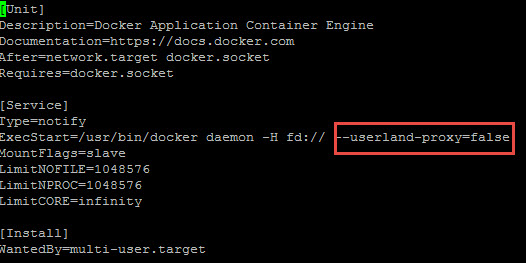 [Unit]
Description=Docker Application Container Engine
Documentation=https://docs.docker.com
After=network.target docker.socket
Requires=docker.socket
[Service]
Type=notify
ExecStart=/usr/bin/docker daemon -H fd:// --userland-proxy=false
MountFlags=slave
LimitNOFILE=1048576
LimitNPROC=1048576
LimitCORE=infinity
[Install]
WantedBy=multi-user.target